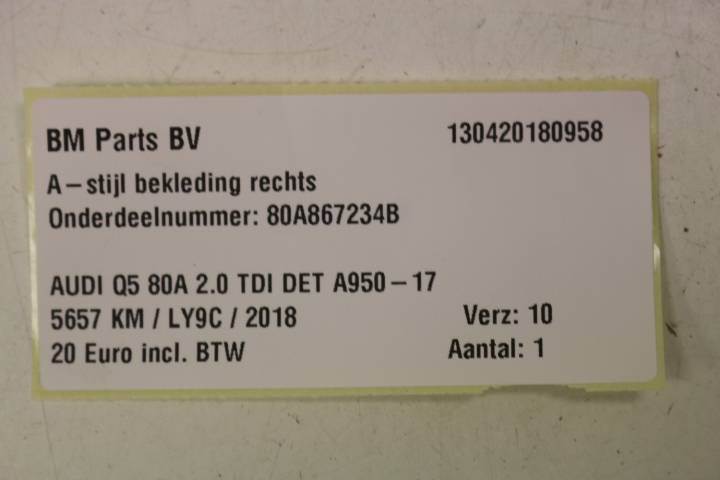 BM Parts BV 130420180958
A-stijl bekleding rechts
Onderdeelnummer: 80A867234B
AUDI Q5 80A 2.0 TDI DET A950-17
5657 KM / LY9C / 2018 Verz: 10
20 Euro incl. BTW Aantal: 1